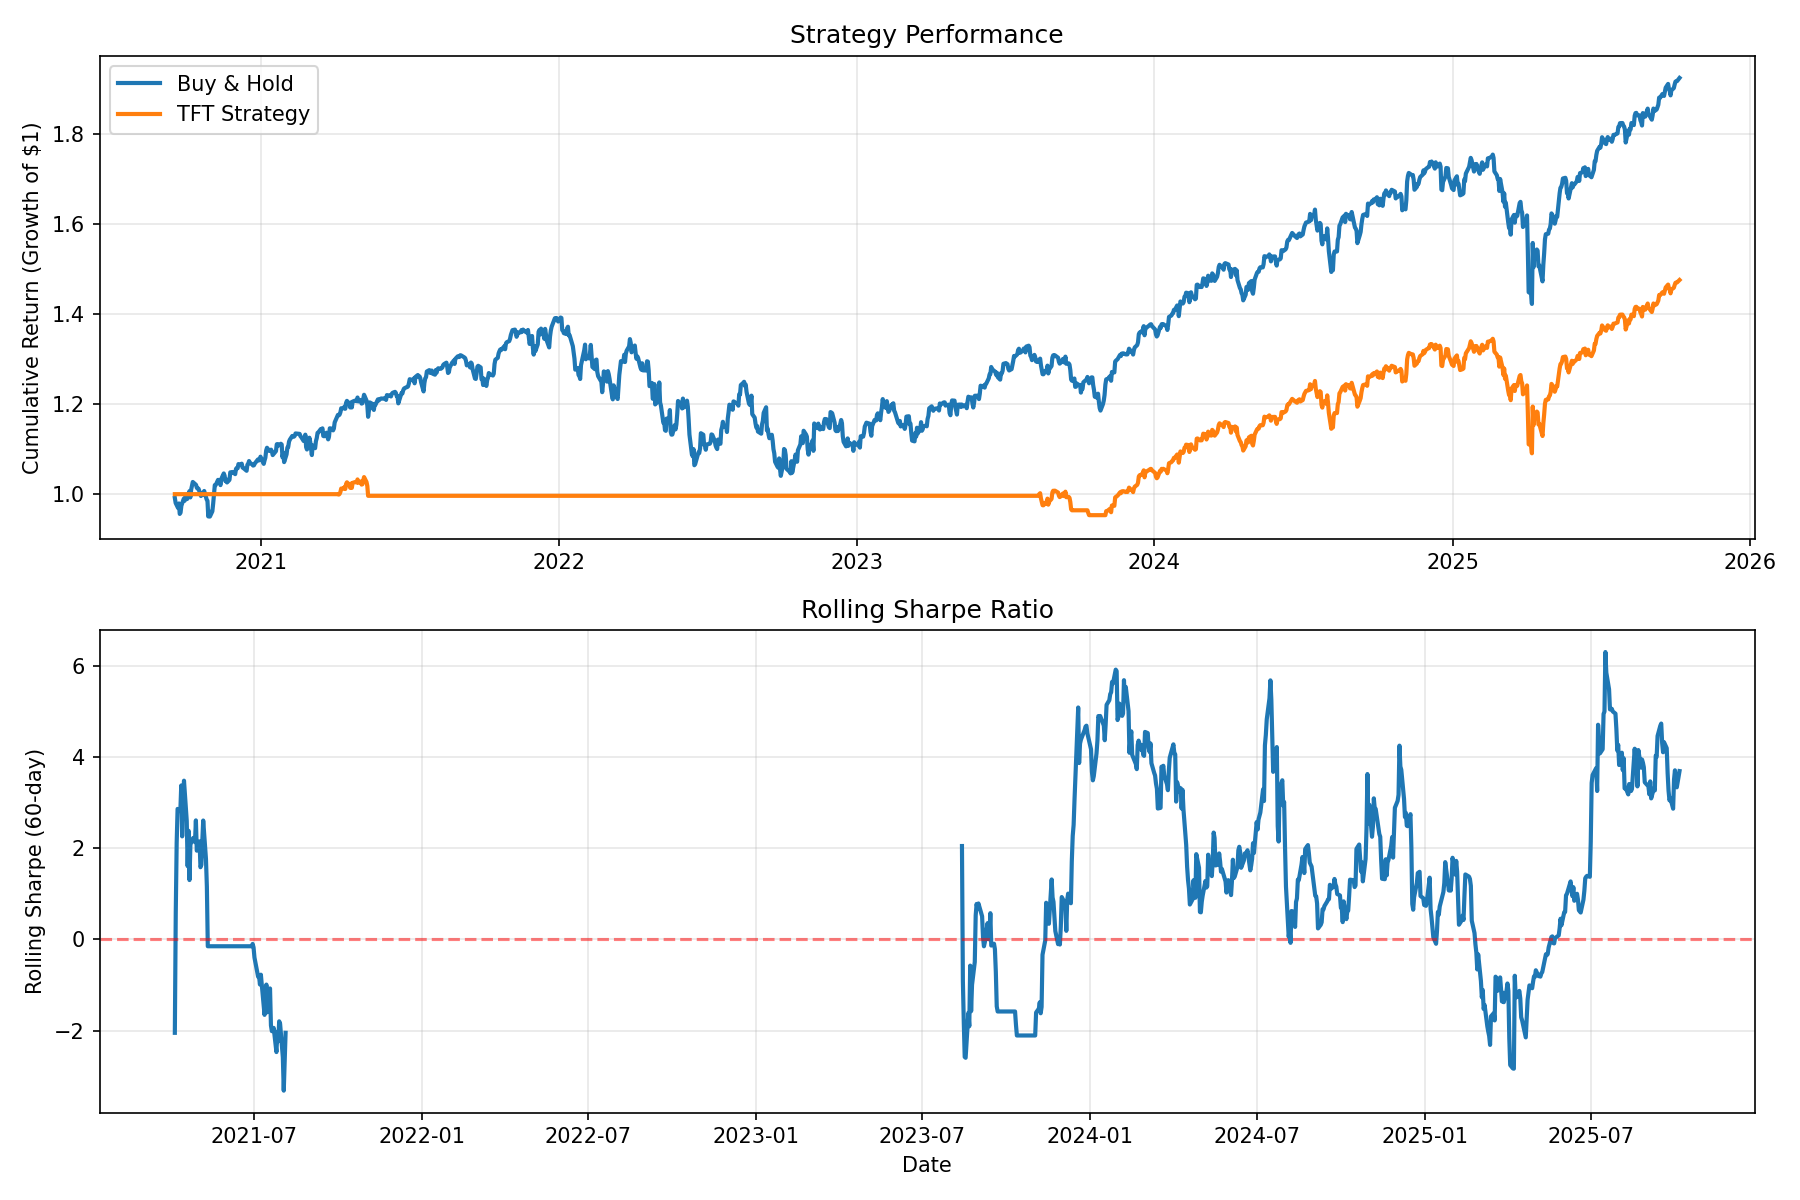 Strategy Performance
Cumulative Return (Growth of $1)
Buy & Hold
TFT Strategy
1.8
1.6
1.4
1.2
1.0
2021 2022 2023 2024 2025 2026
Rolling Sharpe Ratio
Rolling Sharpe (60-day)
6
4
2
0
−2
2021-07 2022-01 2022-07 2023-01 2023-07 2024-01 2024-07 2025-01 2025-07
Date